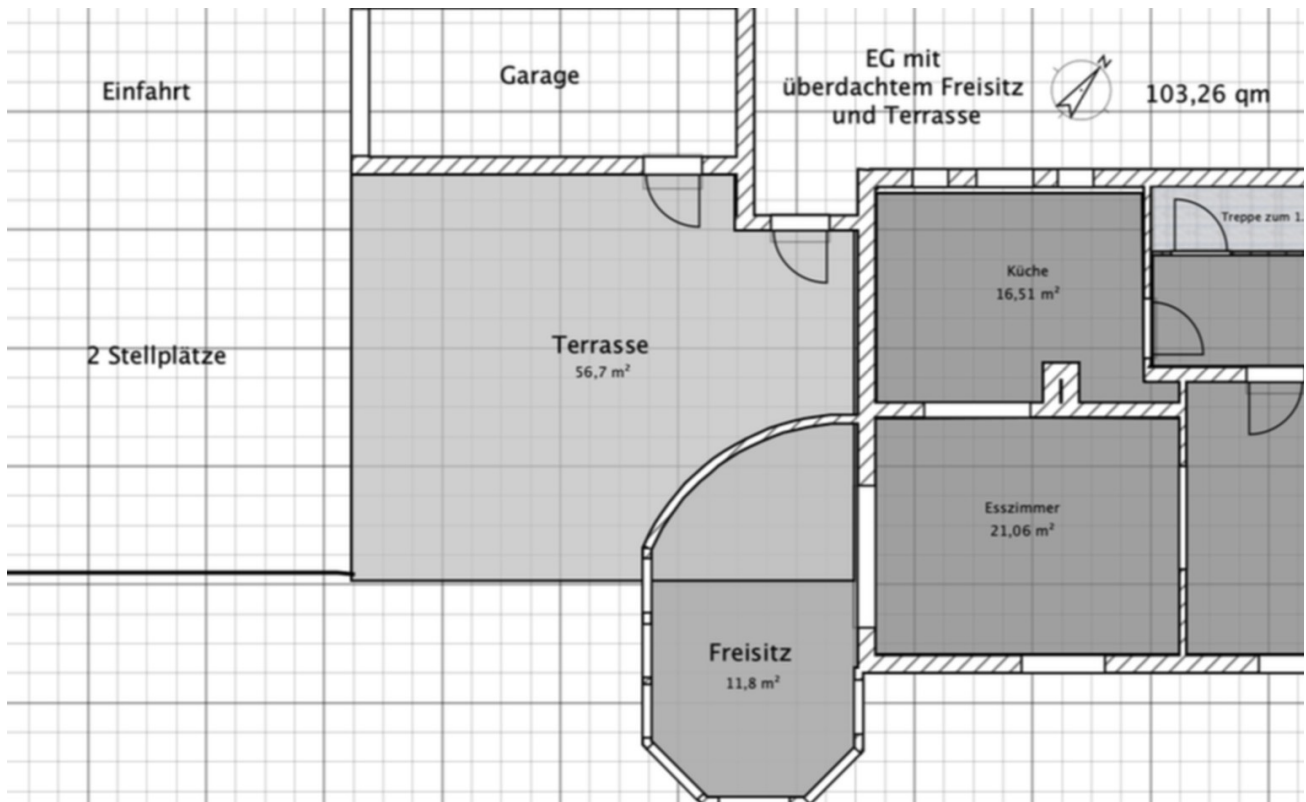 Einfahrt
Garage
EG mit
überdachtem Freisitz
und Terrasse
N
103,26 qm
Treppe zum 1.
Küche
16,51 m²
2 Stellplätze
Terrasse
56,7 m²
Esszimmer
21,06 m²
Freisitz
11,8 m²